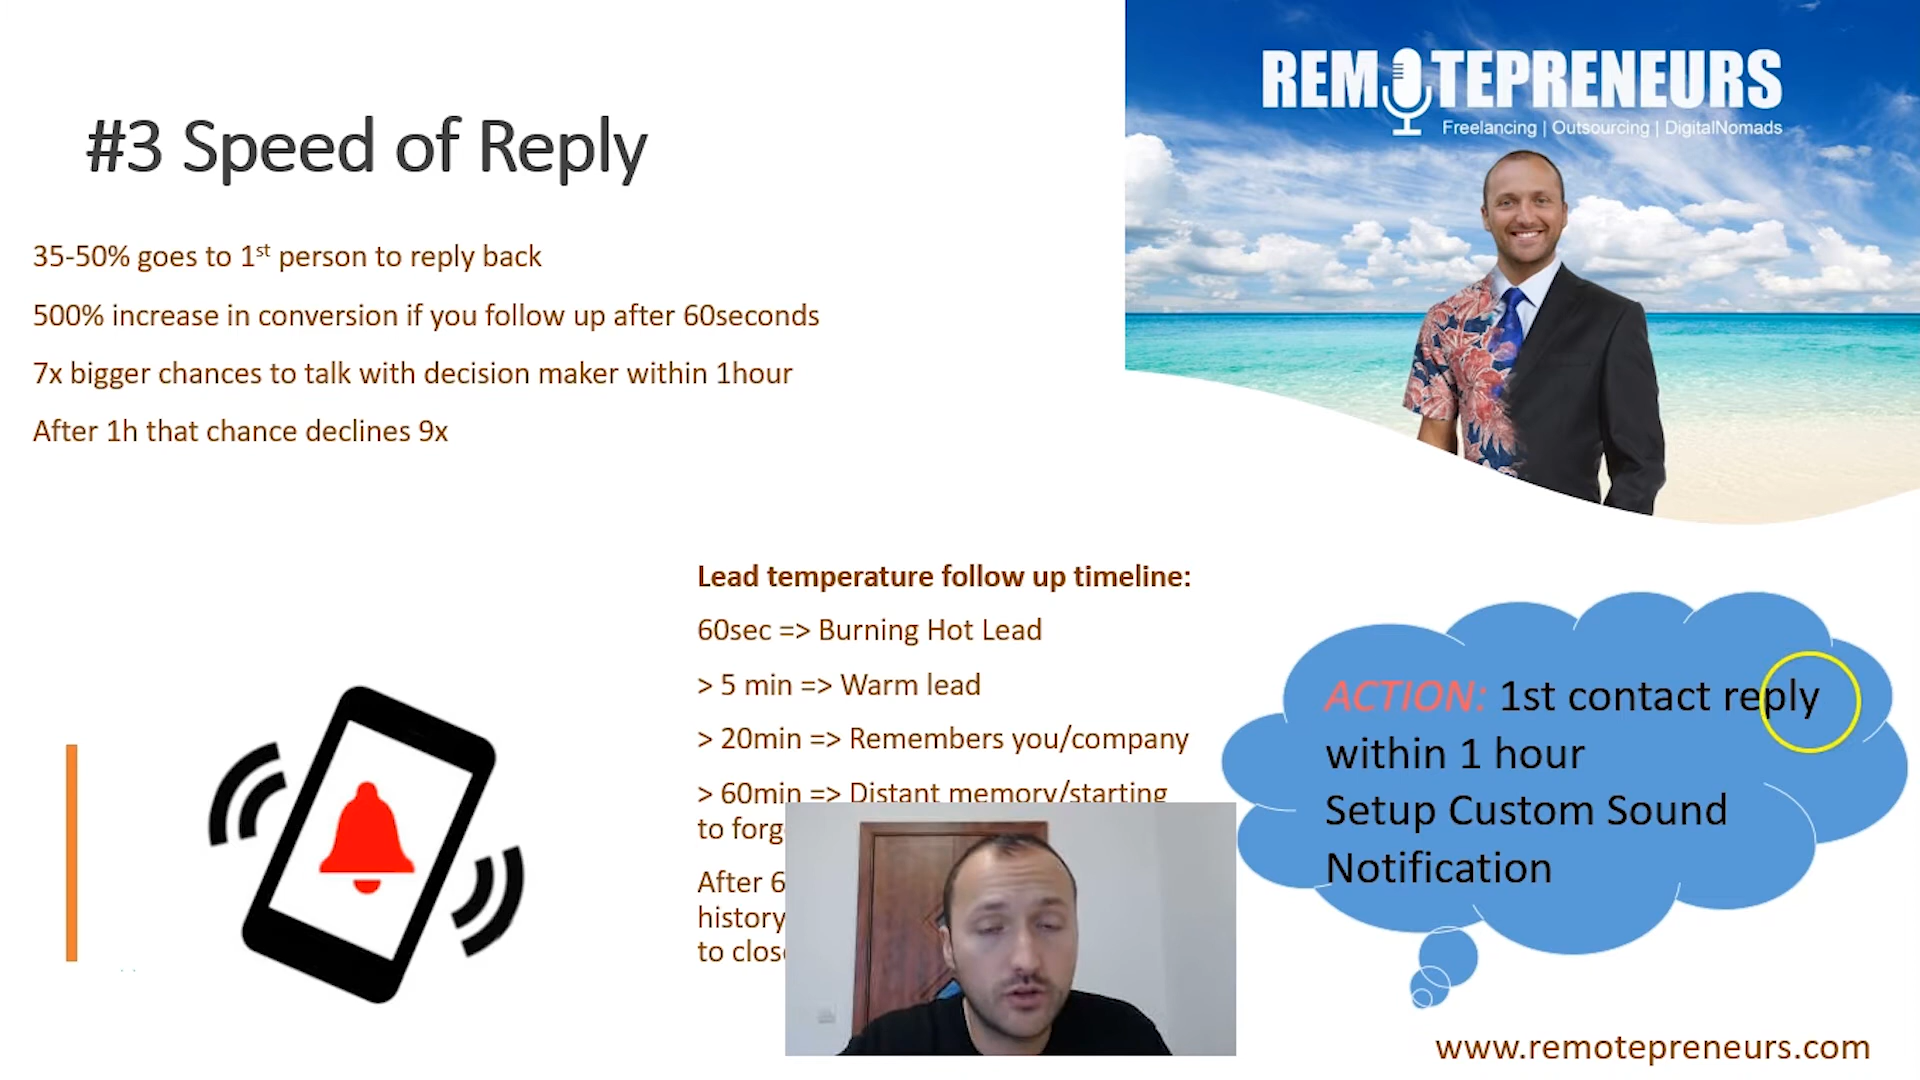 REMOTEPRENEURS
Freelancing | Outsourcing | DigitalNomads
#3 Speed of Reply
35-50% goes to 1st person to reply back
500% increase in conversion if you follow up after 60seconds
7x bigger chances to talk with decision maker within 1hour
After 1h that chance declines 9x
Lead temperature follow up timeline:
60sec => Burning Hot Lead
> 5 min => Warm lead
> 20min => Remembers you/company
> 60min => Distant memory/starting
to
After
history
to
ACTION: 1st contact reply
within 1 hour
Setup Custom Sound
Notification
www.remotepreneurs.com